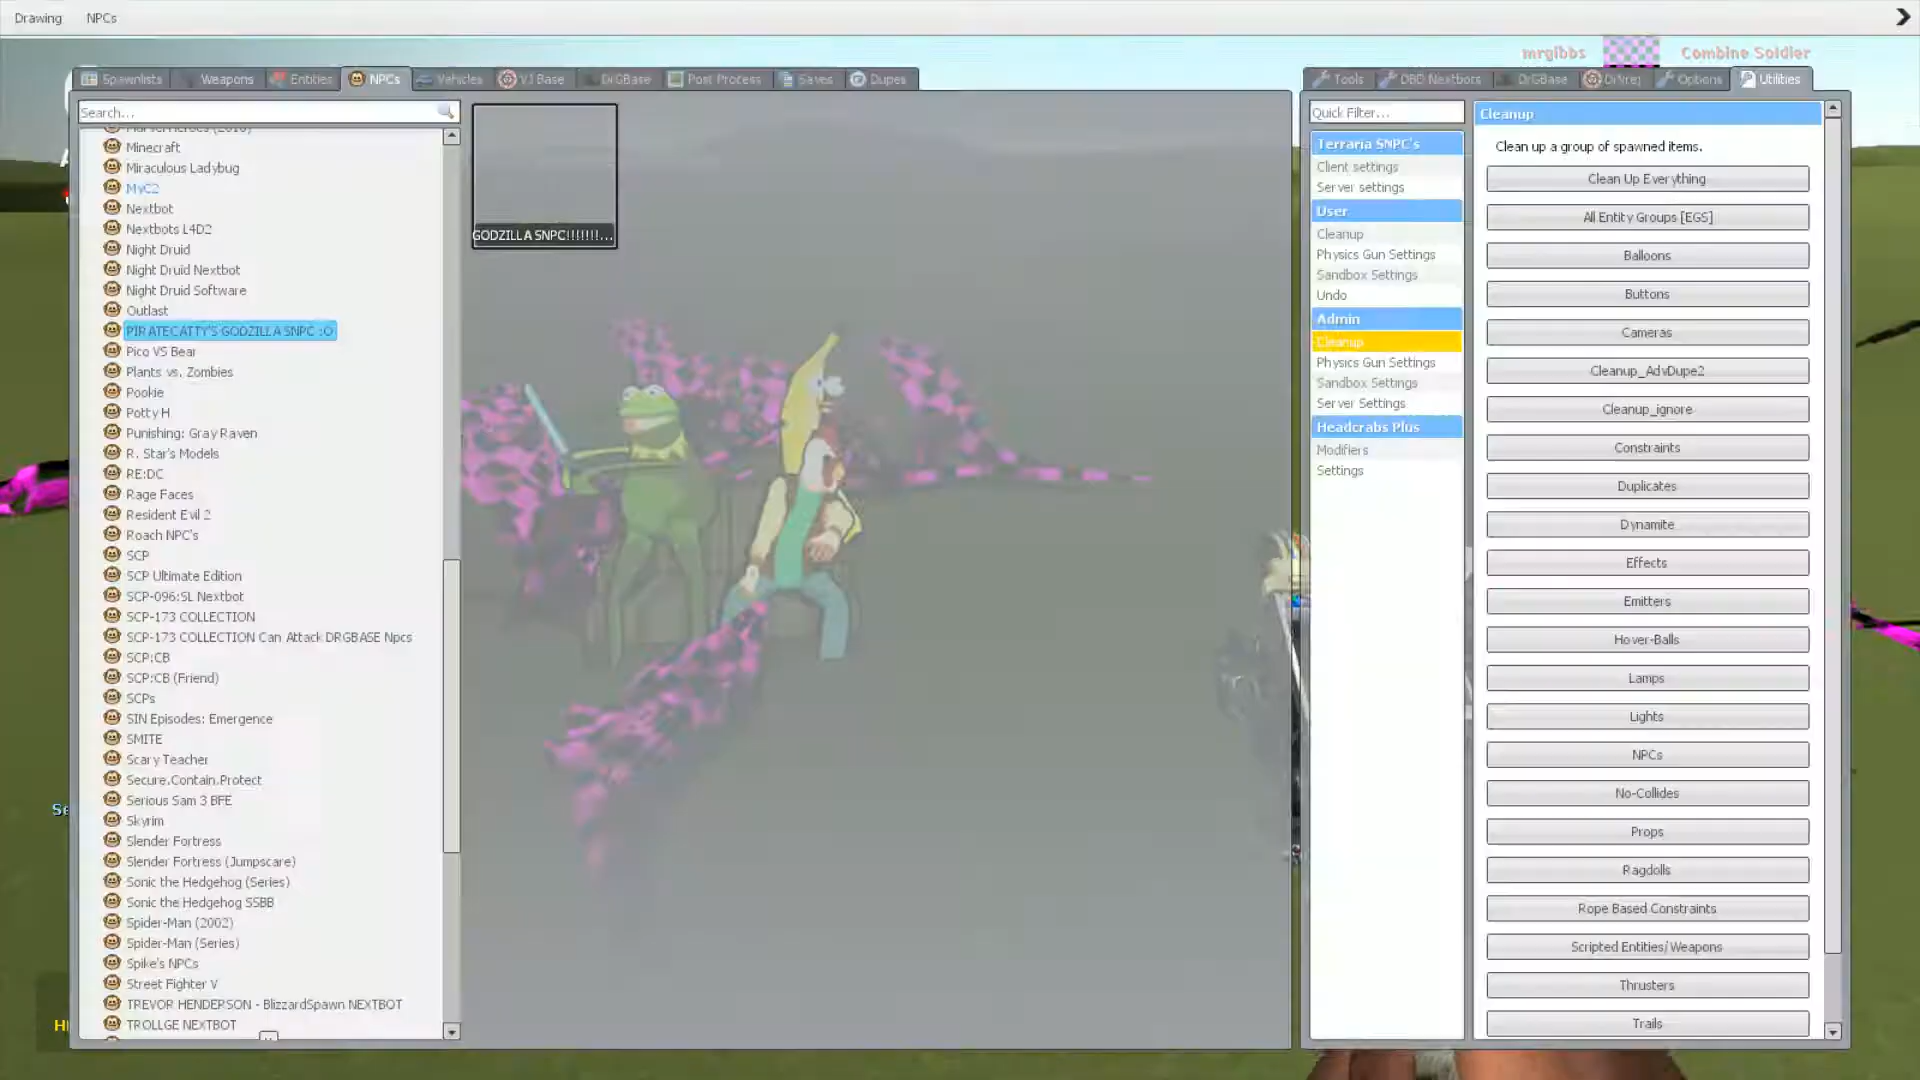 Drawing NPCs
mrgibbs Combine Soldier
Spawnlists Weapons Entities NPCs Vehicles VJ Base DrGBase Post Process Saves Dupes
Tools DBD Nextbots DrGBase DrVrej Options Utilities
Search...
Minecraft
Miraculous Ladybug
MyC2
Nextbot
Nextbots L4D2
Night Druid
Night Druid Nextbot
Night Druid Software
Outlast
PIRATECATTY'S GODZILLA SNPC :O
Pico VS Bear
Plants vs. Zombies
Pookie
Potty H
Punishing: Gray Raven
R. Star's Models
RE:DC
Rage Faces
Resident Evil 2
Roach NPC's
SCP
SCP Ultimate Edition
SCP-096:SL Nextbot
SCP-173 COLLECTION
SCP-173 COLLECTION Can Attack DRGBASE Npcs
SCP:CB
SCP:CB (Friend)
SCPs
SIN Episodes: Emergence
SMITE
Scary Teacher
Secure.Contain.Protect
Serious Sam 3 BFE
Skyrim
Slender Fortress
Slender Fortress (Jumpscare)
Sonic the Hedgehog (Series)
Sonic the Hedgehog SSBB
Spider-Man (2002)
Spider-Man (Series)
Spike's NPCs
Street Fighter V
TREVOR HENDERSON - BlizzardSpawn NEXTBOT
TROLLGE NEXTBOT
GODZILLA SNPC!!!!!!!...
Quick Filter...
Terraria SNPC's
Client settings
Server settings
User
Cleanup
Physics Gun Settings
Sandbox Settings
Undo
Admin
Cleanup
Physics Gun Settings
Sandbox Settings
Server Settings
Headcrabs Plus
Modifiers
Settings
Cleanup
Clean up a group of spawned items.
Clean Up Everything
All Entity Groups [EGS]
Balloons
Buttons
Cameras
Cleanup_AdvDupe2
Cleanup_ignore
Constraints
Duplicates
Dynamite
Effects
Emitters
Hover-Balls
Lamps
Lights
NPCs
No-Collides
Props
Ragdolls
Rope Based Constraints
Scripted Entities/Weapons
Thrusters
Trails